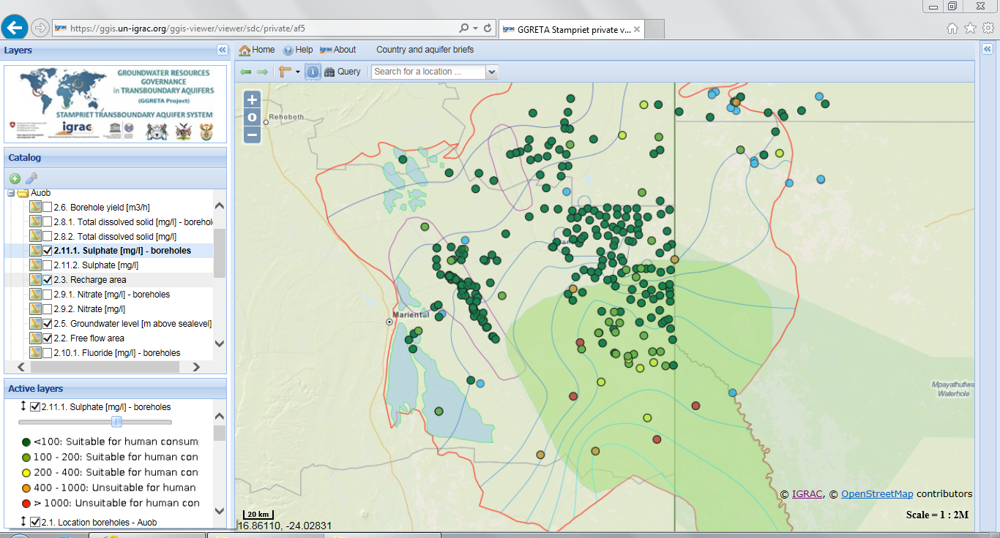 https://ggis.un-igrac.org/ggis-viewer/viewer/sdc/private/af5
igrac GGRETA Stampriet private v...
Layers
Home Help About Country and aquifer briefs
Query Search for a location ...
GROUNDWATER RESOURCES
GOVERNANCE
in TRANSBOUNDARY AQUIFERS
(GGRETA Project)
STAMPRIET TRANSBOUNDARY AQUIFER SYSTEM
igrac
Catalog
Auob
2.6. Borehole yield [m3/h]
2.8.1. Total dissolved solid [mg/l] - borehol
2.8.2. Total dissolved solid [mg/l]
2.11.1. Sulphate [mg/l] - boreholes
2.11.2. Sulphate [mg/l]
2.3. Recharge area
2.9.1. Nitrate [mg/l] - boreholes
2.9.2. Nitrate [mg/l]
2.5. Groundwater level [m above sealevel]
2.2. Free flow area
2.10.1. Fluoride [mg/l] - boreholes
Active layers
2.11.1. Sulphate [mg/l] - boreholes
<100: Suitable for human consum
100 - 200: Suitable for human con
200 - 400: Suitable for human con
400 - 1000: Unsuitable for human
> 1000: Unsuitable for human con
2.1. Location boreholes - Auob
Rehoboth
Mariental
Mpayathutlwa
Waterhole
© IGRAC, © OpenStreetMap contributors
20 km
Scale = 1 : 2M
16.86110, -24.02831